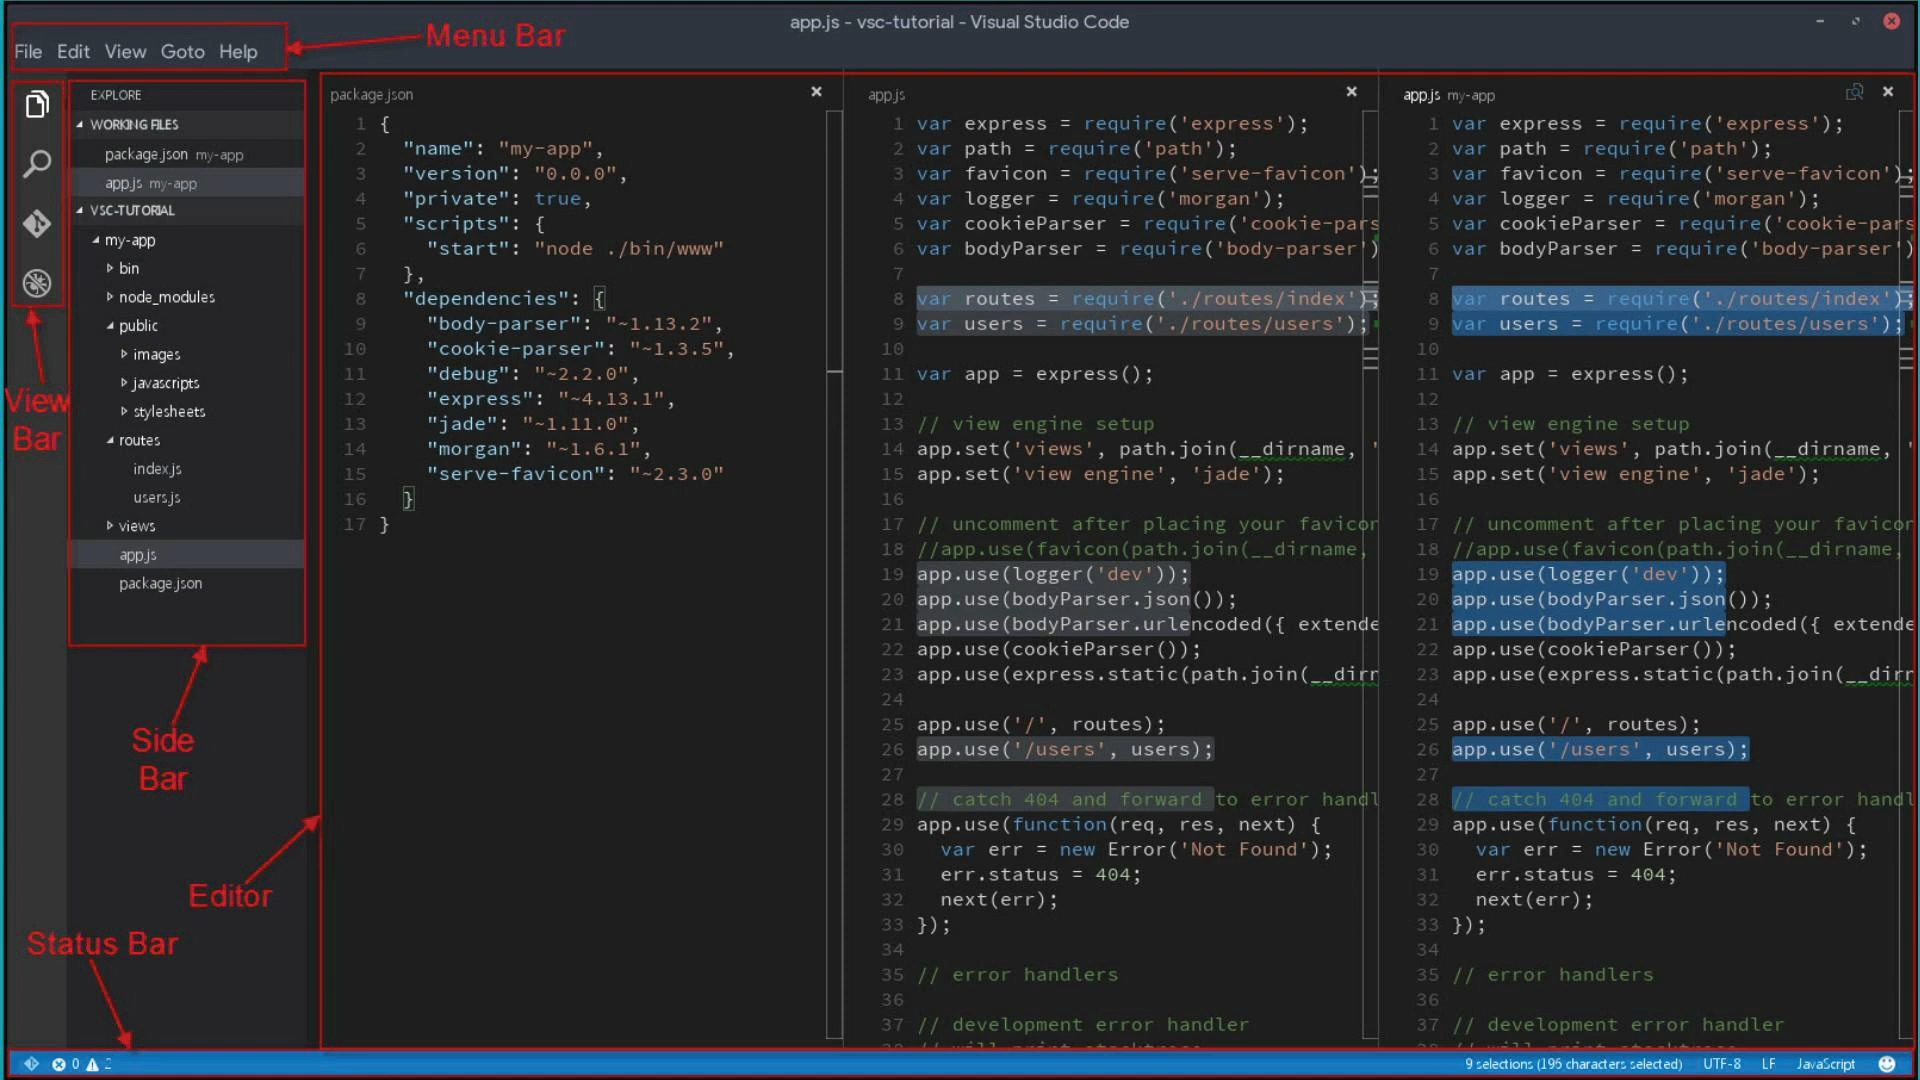 app.js - vsc-tutorial - Visual Studio Code
File Edit View Goto Help
Menu Bar
EXPLORE
WORKING FILES
package.json my-app
app.js my-app
VSC-TUTORIAL
my-app
bin
node_modules
public
images
javascripts
stylesheets
routes
index.js
users.js
views
app.js
package.json
View
Bar
Side
Bar
Editor
Status Bar
package.json
1 {
2 "name": "my-app",
3 "version": "0.0.0",
4 "private": true,
5 "scripts": {
6 "start": "node ./bin/www"
7 },
8 "dependencies": {
9 "body-parser": "~1.13.2",
10 "cookie-parser": "~1.3.5",
11 "debug": "~2.2.0",
12 "express": "~4.13.1",
13 "jade": "~1.11.0",
14 "morgan": "~1.6.1",
15 "serve-favicon": "~2.3.0"
16 }
17 }
app.js
1 var express = require('express');
2 var path = require('path');
3 var favicon = require('serve-favicon');
4 var logger = require('morgan');
5 var cookieParser = require('cookie-pars
6 var bodyParser = require('body-parser')
7
8 var routes = require('./routes/index');
9 var users = require('./routes/users');
10
11 var app = express();
12
13 // view engine setup
14 app.set('views', path.join(__dirname, '
15 app.set('view engine', 'jade');
16
17 // uncomment after placing your favicon
18 //app.use(favicon(path.join(__dirname,
19 app.use(logger('dev'));
20 app.use(bodyParser.json());
21 app.use(bodyParser.urlencoded({ extende
22 app.use(cookieParser());
23 app.use(express.static(path.join(__dirn
24
25 app.use('/', routes);
26 app.use('/users', users);
27
28 // catch 404 and forward to error handl
29 app.use(function(req, res, next) {
30 var err = new Error('Not Found');
31 err.status = 404;
32 next(err);
33 });
34
35 // error handlers
36
37 // development error handler
app.js my-app
1 var express = require('express');
2 var path = require('path');
3 var favicon = require('serve-favicon');
4 var logger = require('morgan');
5 var cookieParser = require('cookie-pars
6 var bodyParser = require('body-parser')
7
8 var routes = require('./routes/index');
9 var users = require('./routes/users');
10
11 var app = express();
12
13 // view engine setup
14 app.set('views', path.join(__dirname, '
15 app.set('view engine', 'jade');
16
17 // uncomment after placing your favicon
18 //app.use(favicon(path.join(__dirname,
19 app.use(logger('dev'));
20 app.use(bodyParser.json());
21 app.use(bodyParser.urlencoded({ extende
22 app.use(cookieParser());
23 app.use(express.static(path.join(__dirn
24
25 app.use('/', routes);
26 app.use('/users', users);
27
28 // catch 404 and forward to error handl
29 app.use(function(req, res, next) {
30 var err = new Error('Not Found');
31 err.status = 404;
32 next(err);
33 });
34
35 // error handlers
36
37 // development error handler
0 2
9 selections (196 characters selected) UTF-8 LF JavaScript